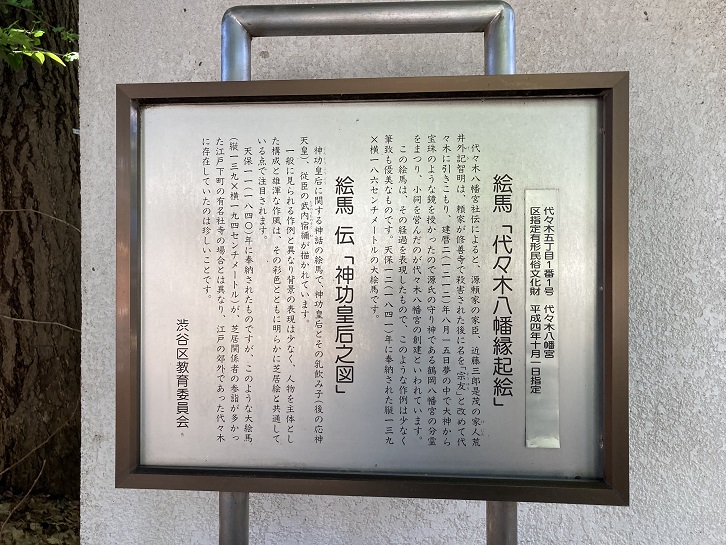 代々木五丁目1番1号　代々木八幡宮
区指定有形民俗文化財　平成四年十月一日指定
絵馬「代々木八幡縁起絵」
代々木八幡宮社伝によると、源頼家の家臣、近藤三郎是茂の家人荒
井外記智明は、頼家が修善寺で殺害された後に名を「宗友」と改めて代
々木に引きこもり、建暦二(一二一二)年八月一五日夢の中で大神から
宝珠のような鏡を授かったので源氏の守り神である鶴岡八幡宮の分霊
をまつり、小祠を営んだのが代々木八幡宮の創建といわれています。
この絵馬は、その経過を表現したもので、このような作例は少なく
筆致も優美なものです。天保一二(一八四一)年に奉納された縦一三九
×横一八六センチメートルの大絵馬です。
絵馬　伝「神功皇后之図」
神功皇后に関する神話の絵馬で、神功皇后とその乳飲み子(後の応神
天皇)、従臣の武内宿禰が描かれています。
一般に見られる作例と異なり背景の表現は少なく、人物を主体とし
た構成と雄渾な作風は、その彩色とともに明らかに芝居絵と共通して
いる点で注目されます。
天保一一(一八四〇)年に奉納されたものですが、このような大絵馬
(縦一三九×横一九四センチメートル)が、芝居関係者の参詣が多かっ
た江戸下町の有名社寺の場合とは異なり、江戸の郊外であった代々木
に存在していたのは珍しいことです。
渋谷区教育委員会